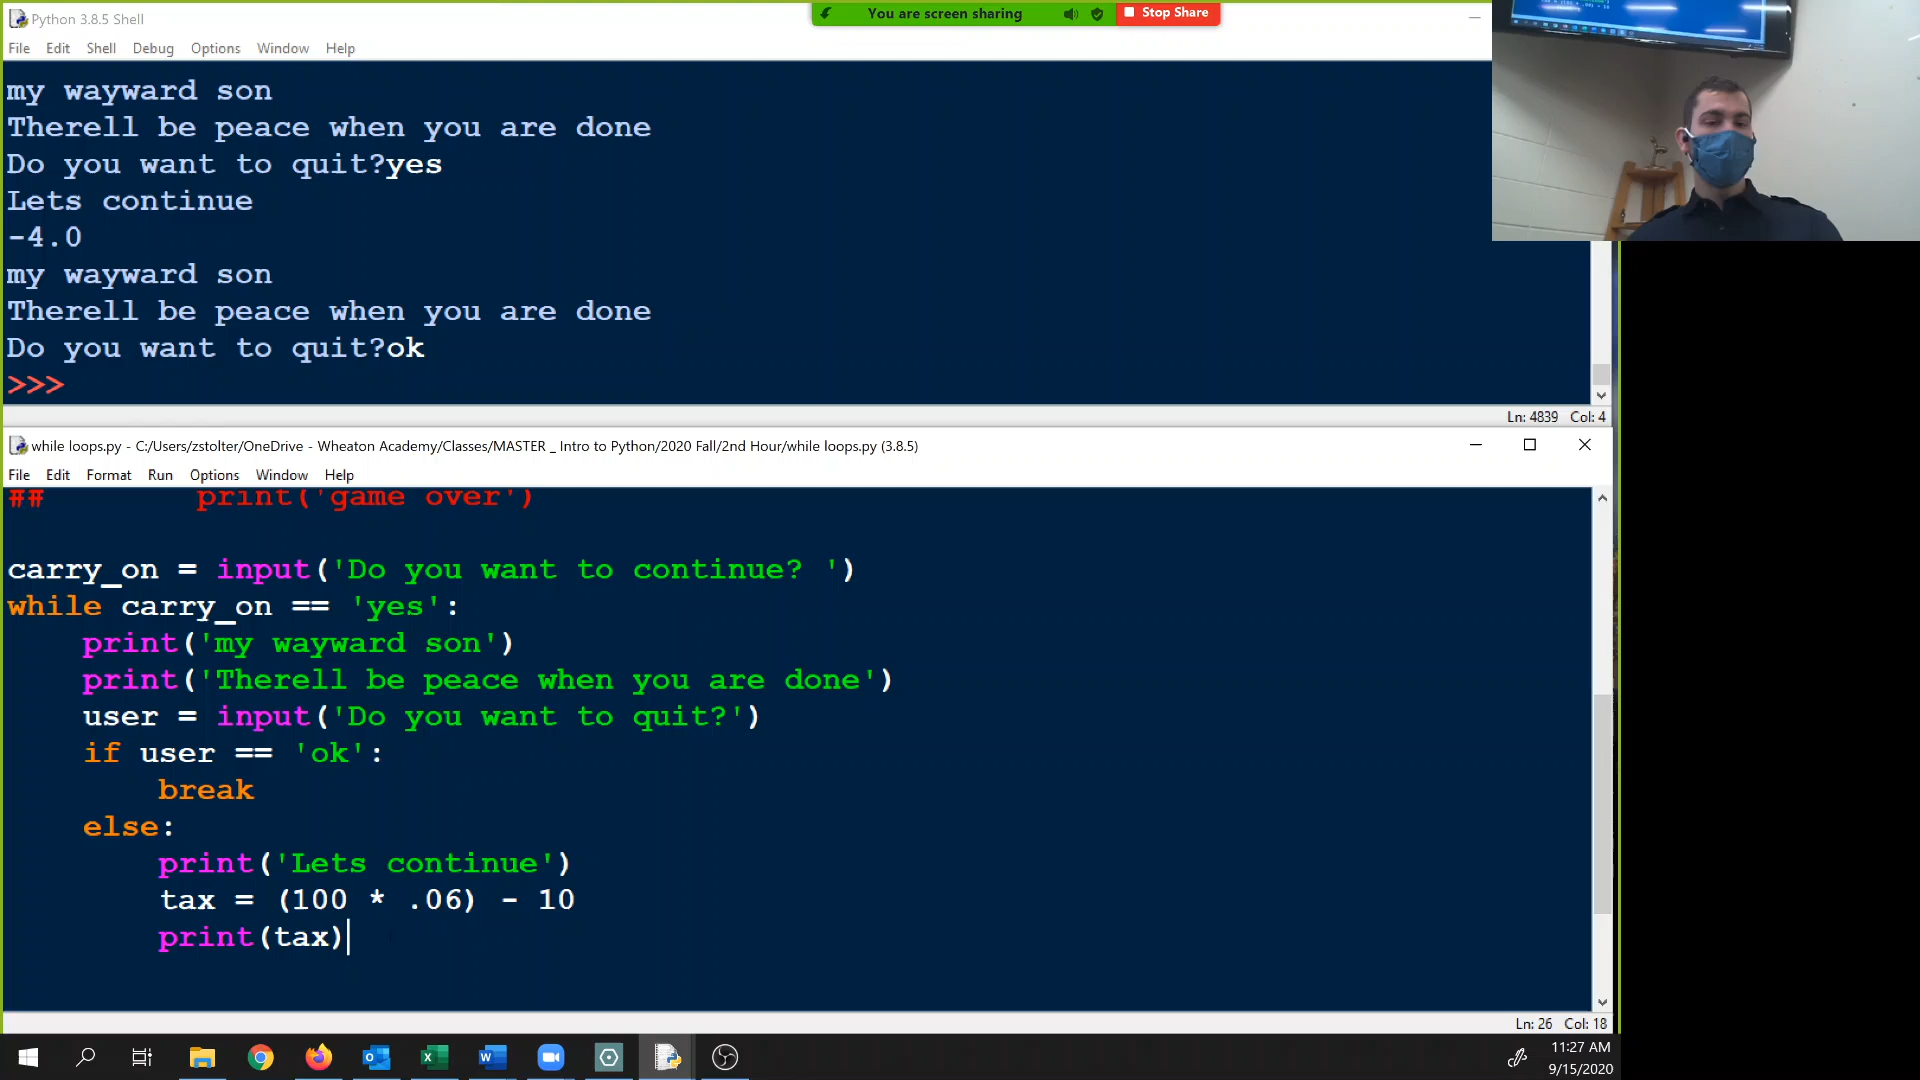 Python 3.8.5 Shell
You are screen sharing
Stop Share
File Edit Shell Debug Options Window Help
my wayward son
Therell be peace when you are done
Do you want to quit?yes
Lets continue
-4.0
my wayward son
Therell be peace when you are done
Do you want to quit?ok
>>>
Ln: 4839 Col: 4
while loops.py - C:/Users/zstolter/OneDrive - Wheaton Academy/Classes/MASTER _ Intro to Python/2020 Fall/2nd Hour/while loops.py (3.8.5)
File Edit Format Run Options Window Help
## print('game over')
carry_on = input('Do you want to continue? ')
while carry_on == 'yes':
print('my wayward son')
print('Therell be peace when you are done')
user = input('Do you want to quit?')
if user == 'ok':
break
else:
print('Lets continue')
tax = (100 * .06) - 10
print(tax)
Ln: 26 Col: 18
11:27 AM
9/15/2020